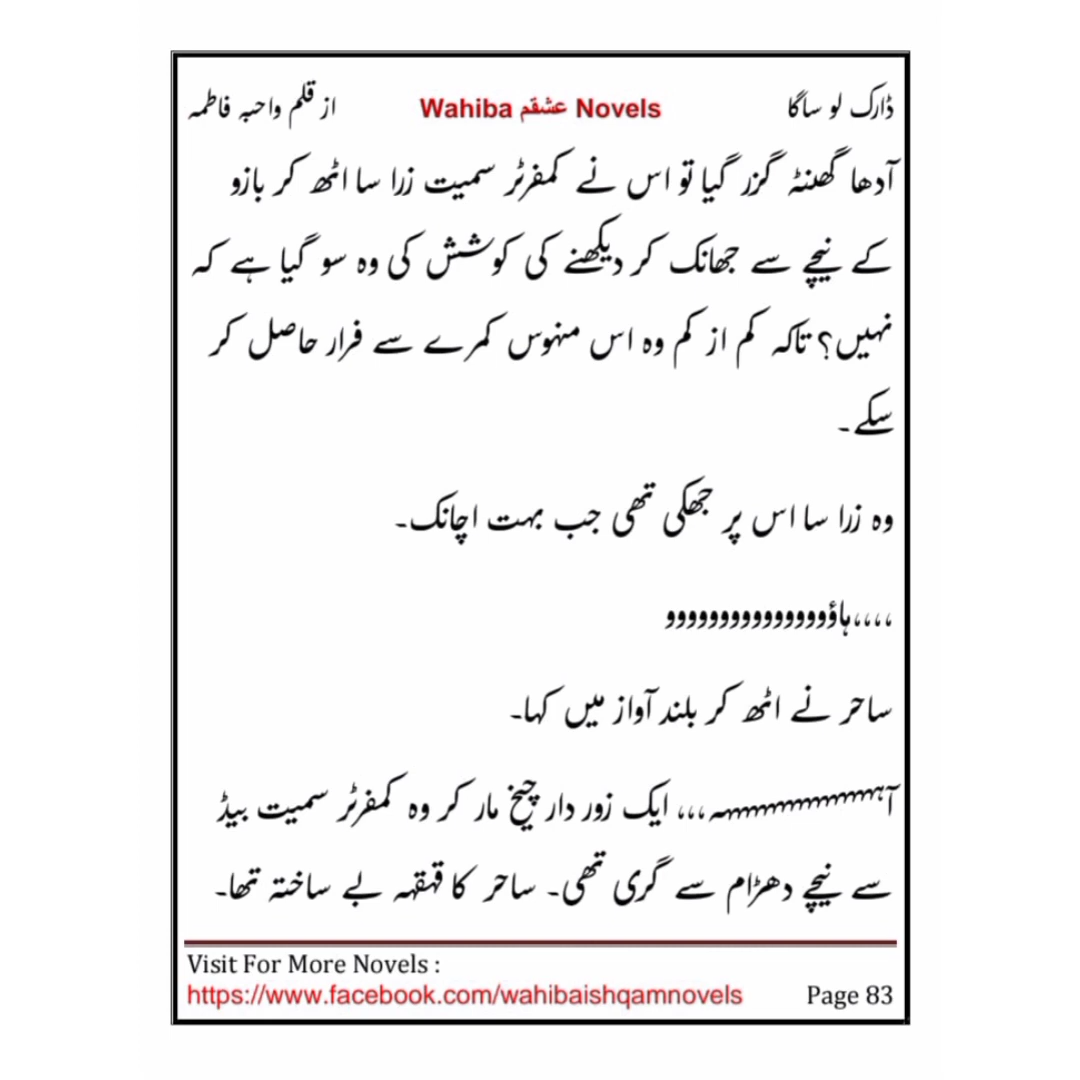 ڈارک لو ساگا Wahiba عشقم Novels از قلم واحبہ فاطمہ
آدھا گھنٹہ گزر گیا تو اس نے کمفرٹر سمیت زرا سا اٹھ کر بازو
کے نیچے سے جھانک کر دیکھنے کی کوشش کی وہ سو گیا ہے کہ
نہیں؟ تاکہ کم از کم وہ اس منہوس کمرے سے فرار حاصل کر
سکے۔
وہ زرا سا اس پر جھکی تھی جب بہت اچانک۔
،،،،ہاؤوووووووووووووووو
ساحر نے اٹھ کر بلند آواز میں کہا۔
آہہہہہہہہہہہہہہہہہہ،،، ایک زور دار چیخ مار کر وہ کمفرٹر سمیت بیڈ
سے نیچے دھڑام سے گری تھی۔ ساحر کا قہقہہ بے ساختہ تھا۔
Visit For More Novels :
https://www.facebook.com/wahibaishqamnovels Page 83